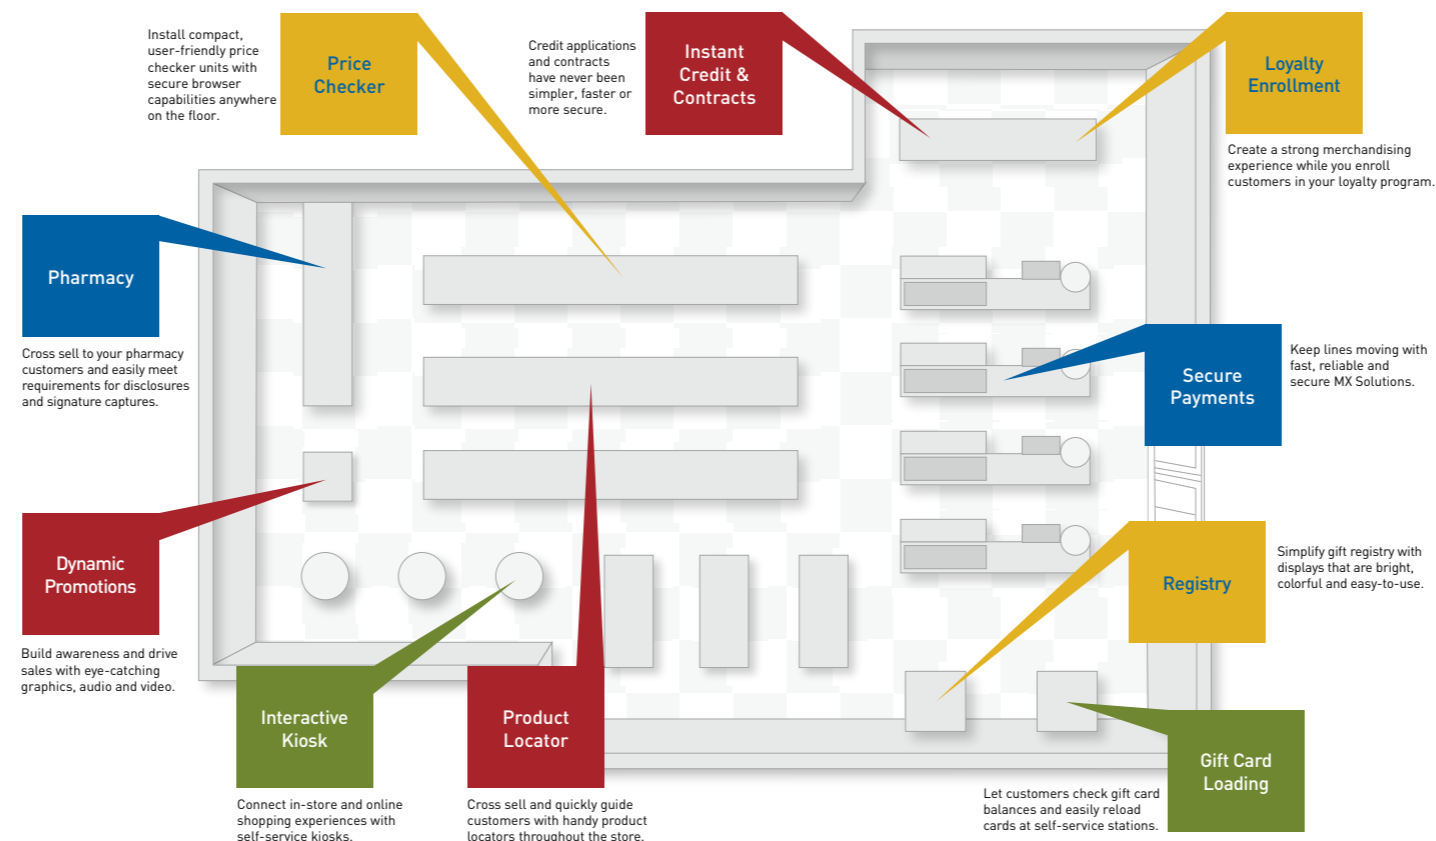 Install compact,
user-friendly price
checker units with
secure browser
capabilities anywhere
on the floor.
Price
Checker
Credit applications
and contracts
have never been
simpler, faster or
more secure.
Instant
Credit &
Contracts
Loyalty
Enrollment
Create a strong merchandising
experience while you enroll
customers in your loyalty program.
Pharmacy
Cross sell to your pharmacy
customers and easily meet
requirements for disclosures
and signature captures.
Secure
Payments
Keep lines moving with
fast, reliable and
secure MX Solutions.
Dynamic
Promotions
Build awareness and drive
sales with eye-catching
graphics, audio and video.
Registry
Simplify gift registry with
displays that are bright,
colorful and easy-to-use.
Interactive
Kiosk
Connect in-store and online
shopping experiences with
self-service kiosks.
Product
Locator
Cross sell and quickly guide
customers with handy product
locators throughout the store.
Gift Card
Loading
Let customers check gift card
balances and easily reload
cards at self-service stations.